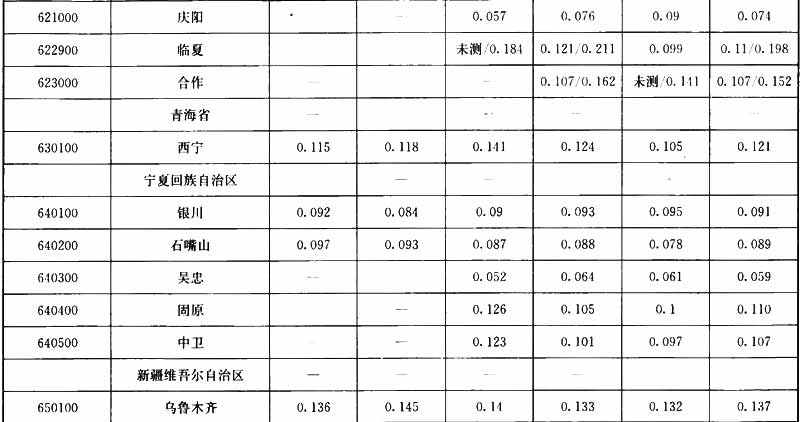 621000 庆阳 — 0.057 0.076 0.09 0.074
622900 临夏 未测/0.184 0.121/0.211 0.099 0.11/0.198
623000 合作 — — 0.107/0.162 未测/0.141 0.107/0.152
青海省 — — — —
630100 西宁 0.115 0.118 0.141 0.124 0.105 0.121
宁夏回族自治区 — —
640100 银川 0.092 0.084 0.09 0.093 0.095 0.091
640200 石嘴山 0.097 0.093 0.087 0.088 0.078 0.089
640300 吴忠 — 0.052 0.064 0.061 0.059
640400 固原 — 0.126 0.105 0.1 0.110
640500 中卫 — — 0.123 0.101 0.097 0.107
新疆维吾尔自治区 — — — —
650100 乌鲁木齐 0.136 0.145 0.14 0.133 0.132 0.137